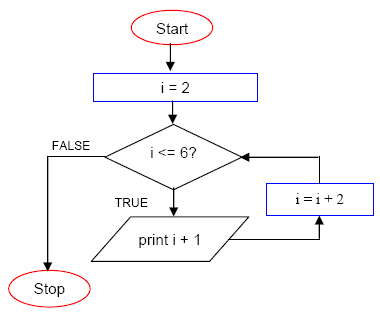 Start
i = 2
FALSE
i <= 6?
TRUE
i = i + 2
print i + 1
Stop